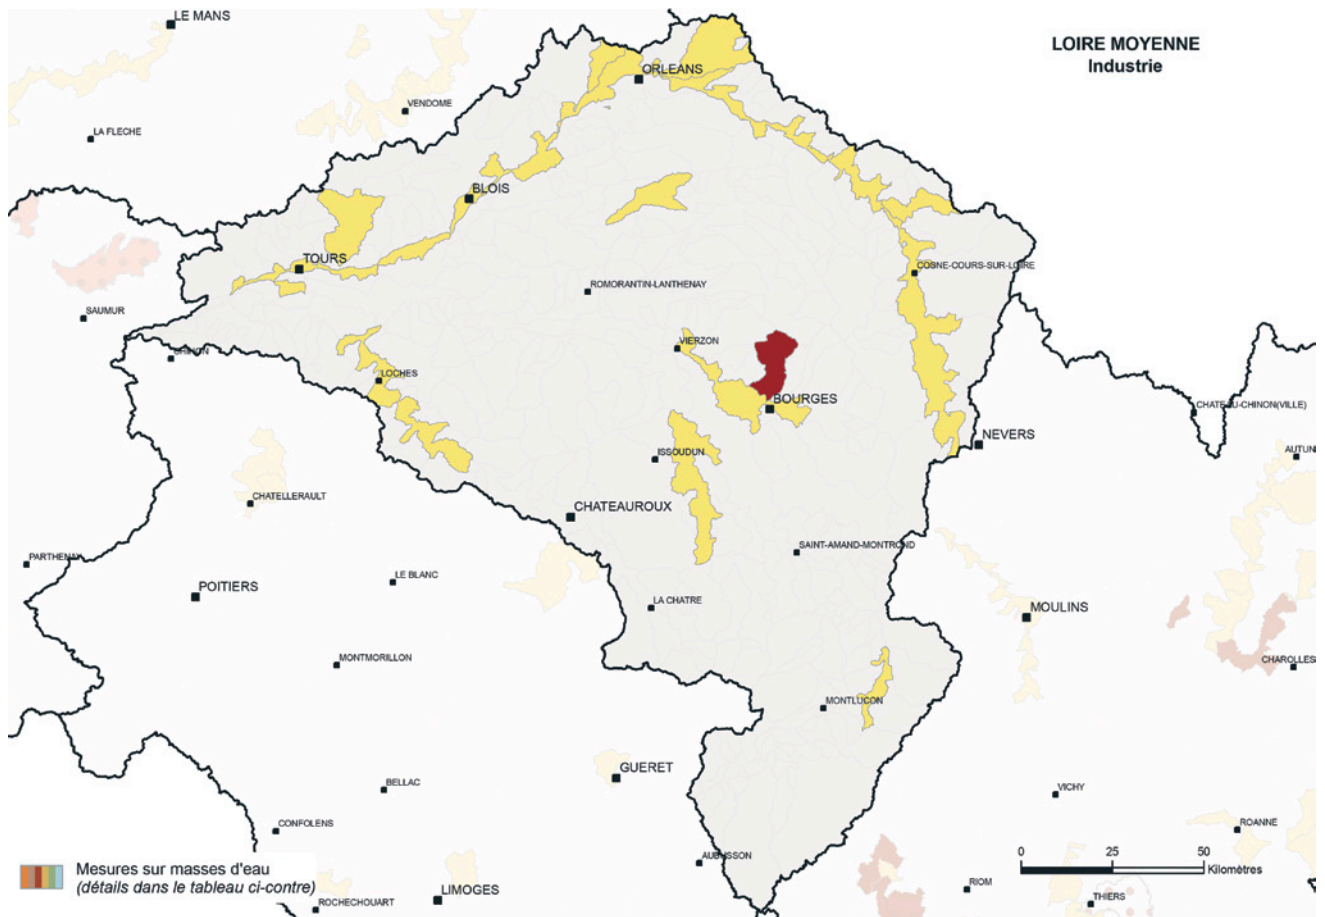 LE MANS
LOIRE MOYENNE
Industrie
ORLEANS
VENDOME
LA FLECHE
BLOIS
TOURS
COSNE-COURS-SUR-LOIRE
ROMORANTIN-LANTHENAY
SAUMUR
VIERZON
CHINON
LOCHES
BOURGES
CHATEAU-CHINON(VILLE)
NEVERS
ISSOUDUN
AUTUN
CHATELLERAULT
CHATEAUROUX
SAINT-AMAND-MONTROND
PARTHENAY
LE BLANC
POITIERS
LA CHATRE
MOULINS
MONTMORILLON
CHAROLLES
MONTLUCON
GUERET
BELLAC
VICHY
CONFOLENS
ROANNE
AUBUSSON
0 25 50
Kilomètres
Mesures sur masses d'eau
(détails dans le tableau ci-contre)
LIMOGES
RIOM
THIERS
ROCHECHOUART